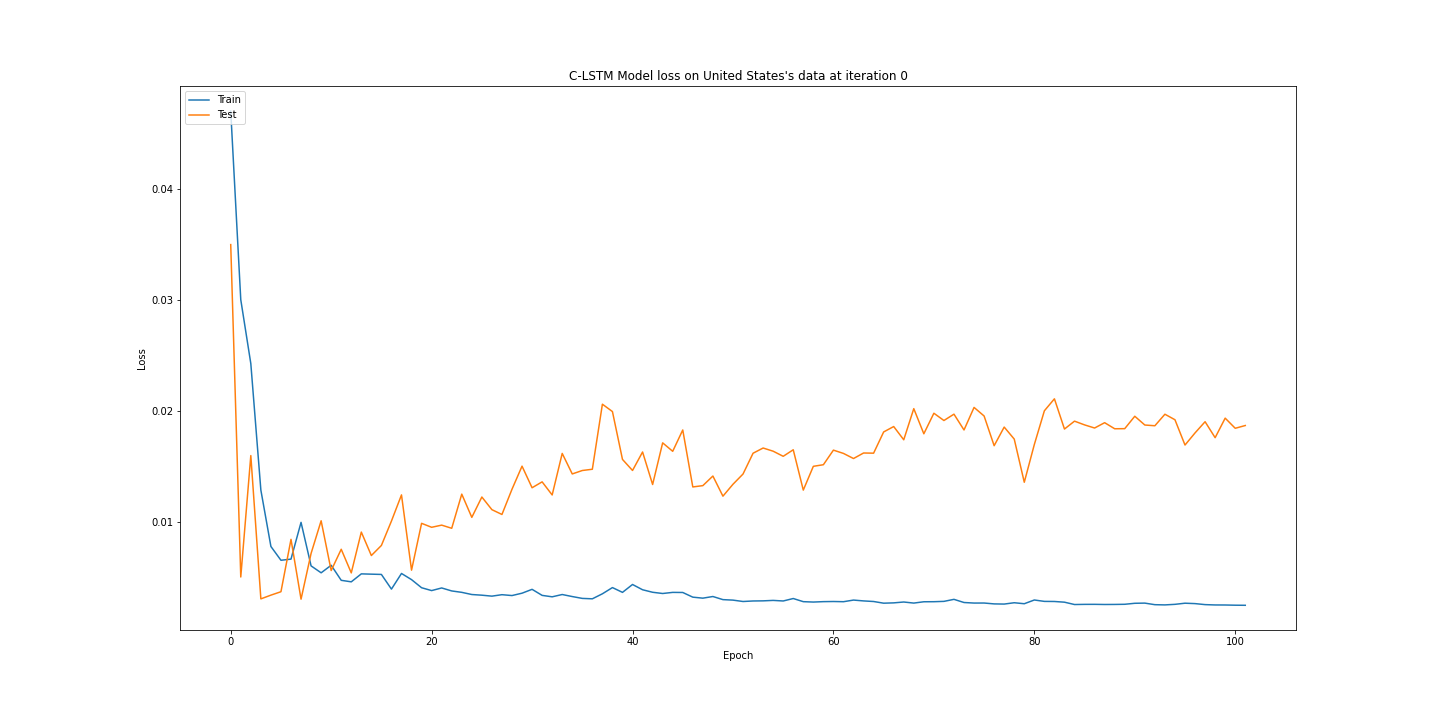 C-LSTM Model loss on United States's data at iteration 0
Train
Test
0.04
0.03
0.02
0.01
Loss
0
20
40
60
80
100
Epoch